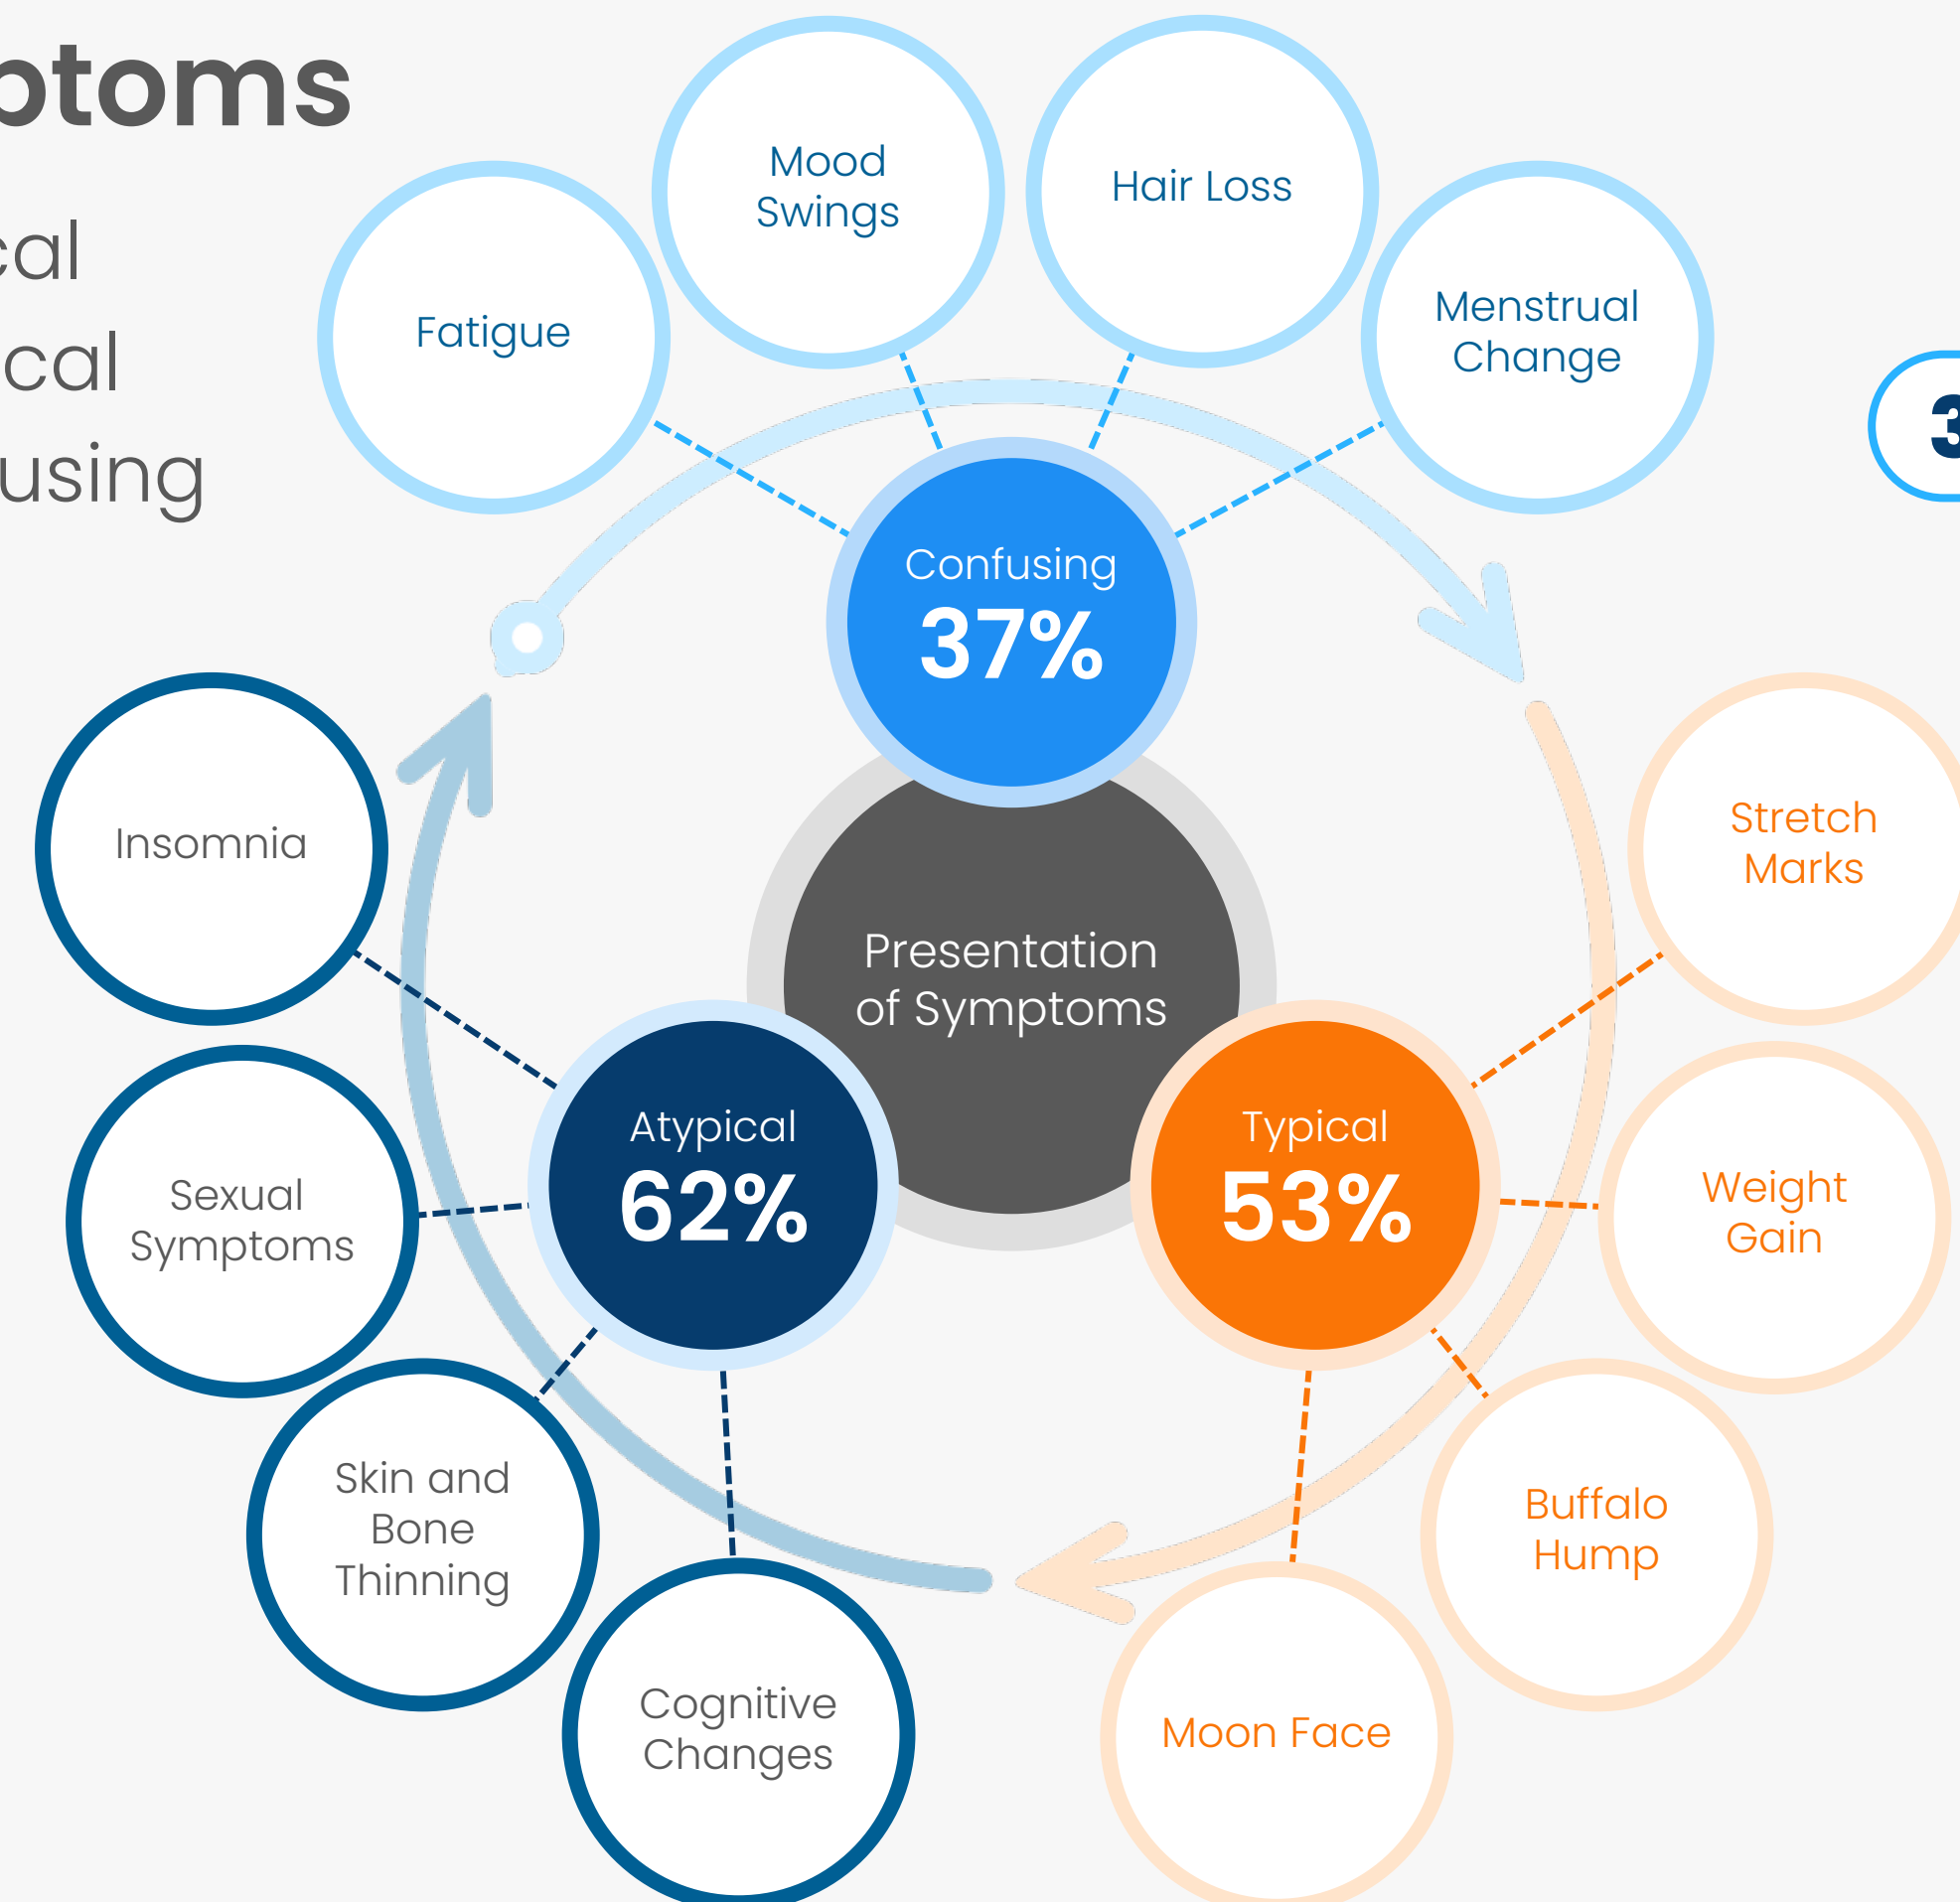 ptoms
cal
cal
using
Mood
Swings
Hair Loss
Fatigue
Menstrual
Change
3
Confusing
37%
Insomnia
Stretch
Marks
Presentation
of Symptoms
Atypical
62%
Typical
53%
Sexual
Symptoms
Weight
Gain
Skin and
Bone
Thinning
Buffalo
Hump
Cognitive
Changes
Moon Face